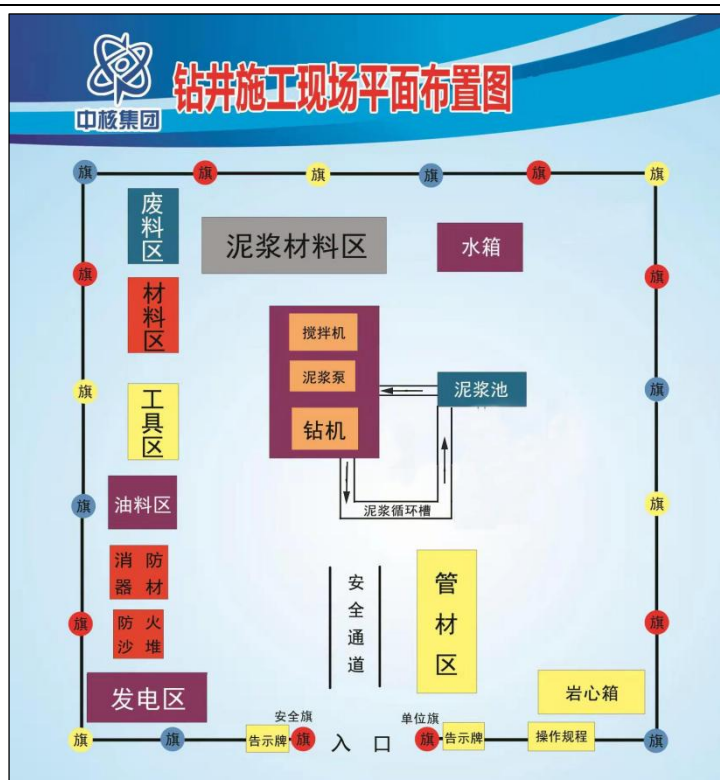 中核集团
钻井施工现场平面布置图
旗 旗 旗 旗 旗 旗
废料区
泥浆材料区
水箱
旗
旗
材料区
搅拌机
泥浆泵
钻机
泥浆池
旗
旗
工具区
油料区
旗
旗
泥浆循环槽
消防
器材
安全通道
管材区
防火
沙堆
旗
旗
发电区
岩心箱
安全旗
单位旗
旗
旗
告示牌
旗
入口
旗
告示牌
操作规程
旗